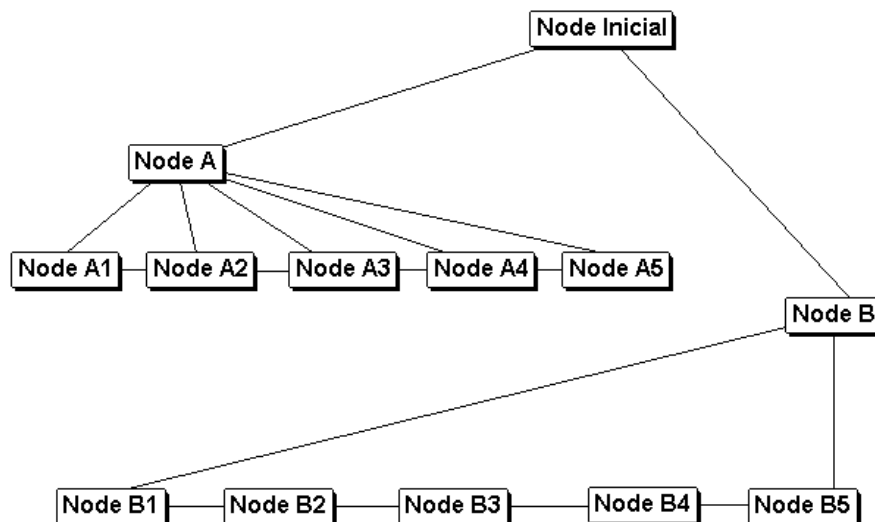 Node Inicial
Node A
Node A1
Node A2
Node A3
Node A4
Node A5
Node B
Node B1
Node B2
Node B3
Node B4
Node B5